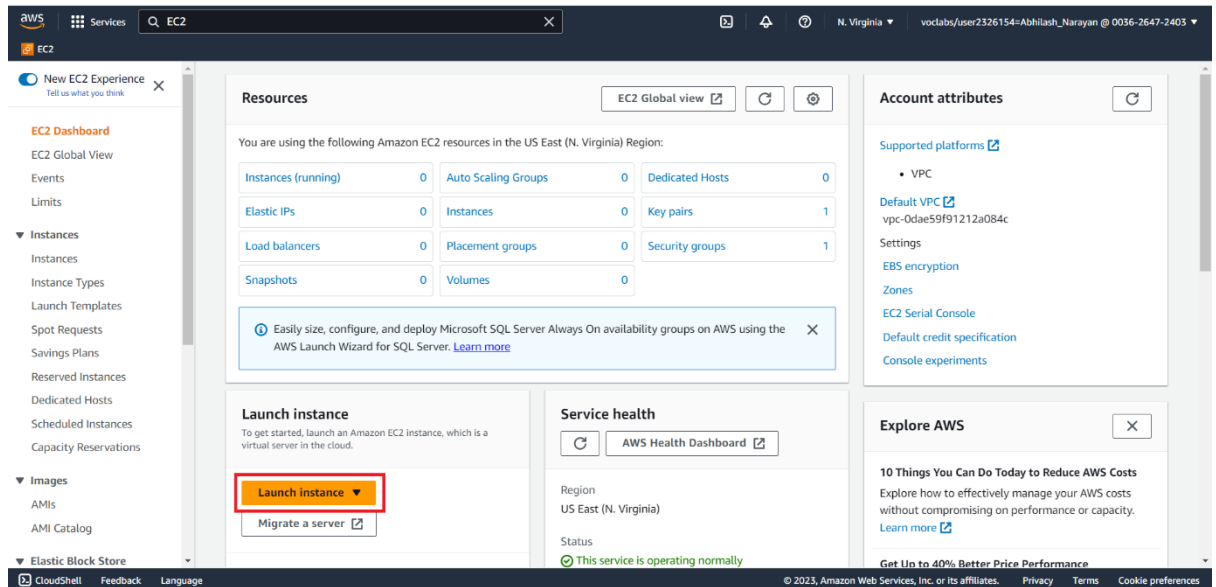 aws
Services
EC2
N. Virginia
voclabs/user2326154=Abhilash_Narayan @ 0036-2647-2403
EC2
New EC2 Experience
Tell us what you think
EC2 Dashboard
EC2 Global View
Events
Limits
Instances
Instances
Instance Types
Launch Templates
Spot Requests
Savings Plans
Reserved Instances
Dedicated Hosts
Scheduled Instances
Capacity Reservations
Images
AMIs
AMI Catalog
Elastic Block Store
Resources
EC2 Global view
You are using the following Amazon EC2 resources in the US East (N. Virginia) Region:
Instances (running) 0
Auto Scaling Groups 0
Dedicated Hosts 0
Elastic IPs 0
Instances 0
Key pairs 1
Load balancers 0
Placement groups 0
Security groups 1
Snapshots 0
Volumes 0
Easily size, configure, and deploy Microsoft SQL Server Always On availability groups on AWS using the
AWS Launch Wizard for SQL Server. Learn more
Launch instance
To get started, launch an Amazon EC2 instance, which is a
virtual server in the cloud.
Launch instance
Migrate a server
Service health
AWS Health Dashboard
Region
US East (N. Virginia)
Status
This service is operating normally
Account attributes
Supported platforms
• VPC
Default VPC
vpc-0dae59f91212a084c
Settings
EBS encryption
Zones
EC2 Serial Console
Default credit specification
Console experiments
Explore AWS
10 Things You Can Do Today to Reduce AWS Costs
Explore how to effectively manage your AWS costs
without compromising on performance or capacity.
Learn more
Get Up to 40% Better Price Performance
CloudShell
Feedback
Language
© 2023, Amazon Web Services, Inc. or its affiliates.
Privacy
Terms
Cookie preferences